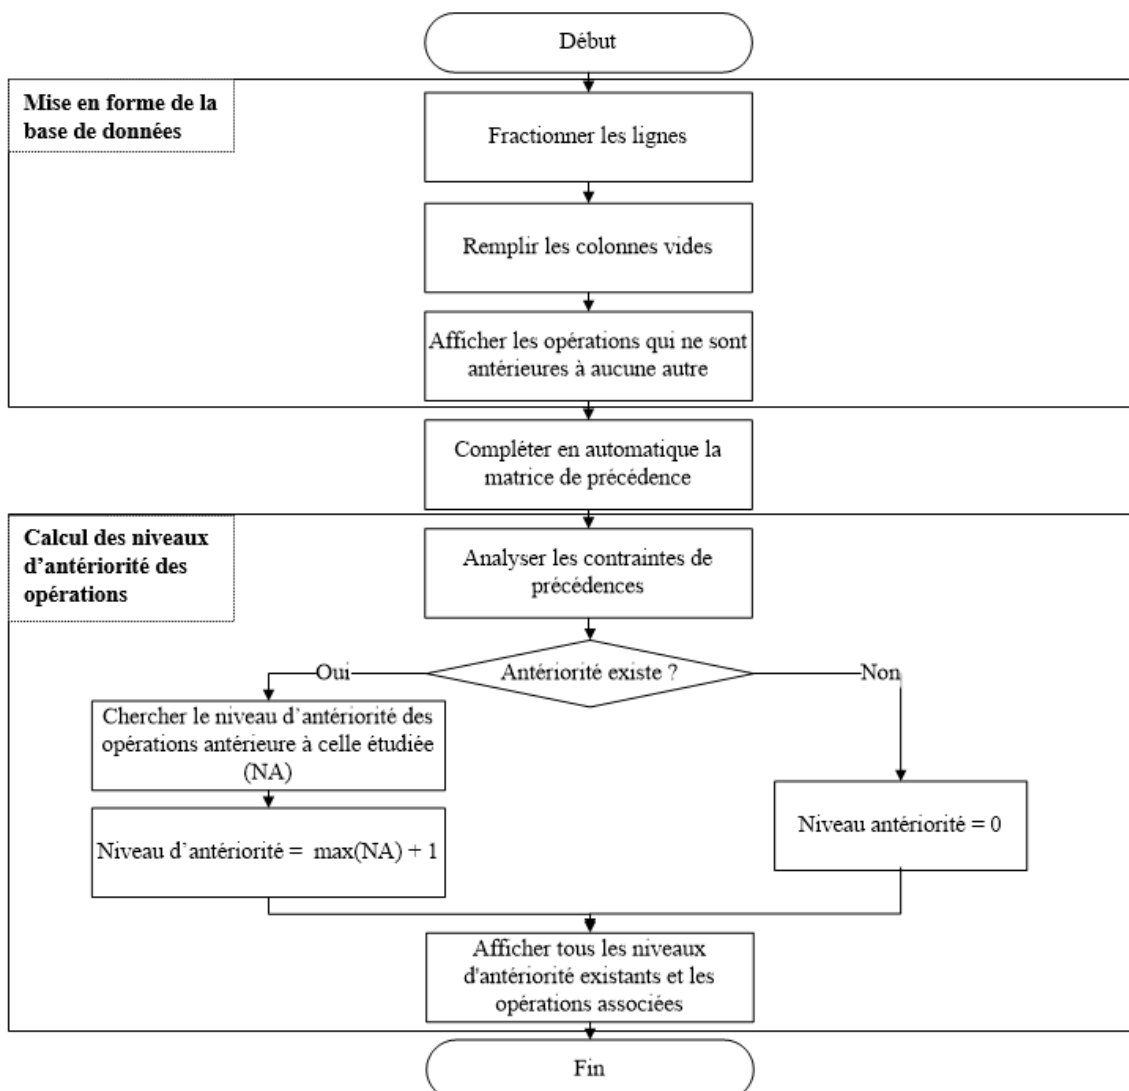 Début
Mise en forme de la
base de données
Fractionner les lignes
Remplir les colonnes vides
Afficher les opérations qui ne sont
antérieures à aucune autre
Compléter en automatique la
matrice de précédence
Calcul des niveaux
d’antériorité des
opérations
Analyser les contraintes de
précédences
Antériorité existe ?
Oui
Non
Chercher le niveau d’antériorité des
opérations antérieure à celle étudiée
(NA)
Niveau d’antériorité = max(NA) + 1
Niveau antériorité = 0
Afficher tous les niveaux
d'antériorité existants et les
opérations associées
Fin